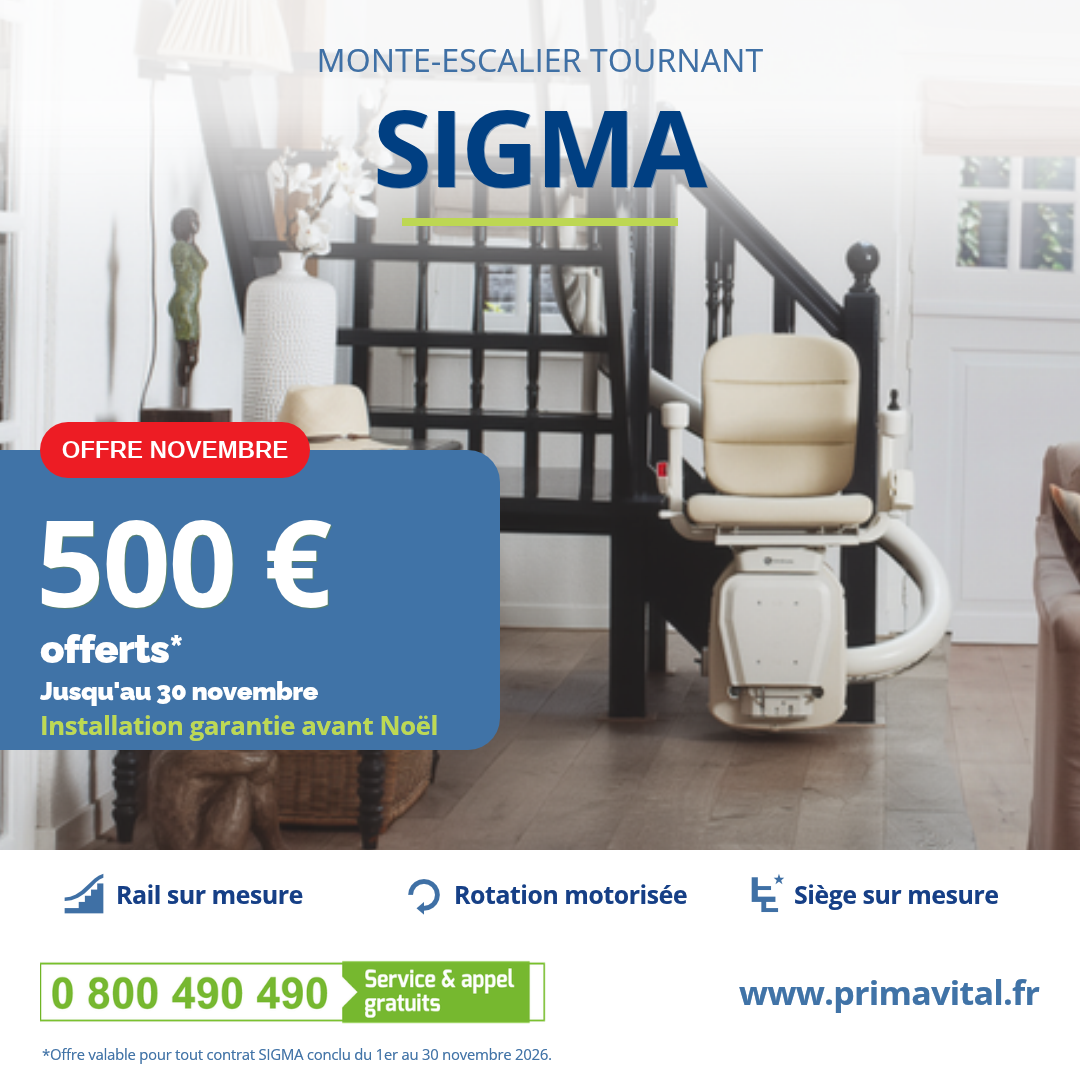 MONTE-ESCALIER TOURNANT
SIGMA
OFFRE NOVEMBRE
500 €
offerts*
Jusqu'au 30 novembre
Installation garantie avant Noël
Rail sur mesure
Rotation motorisée
Siège sur mesure
0 800 490 490
Service & appel
gratuits
www.primavital.fr
*Offre valable pour tout contrat SIGMA conclu du 1er au 30 novembre 2026.